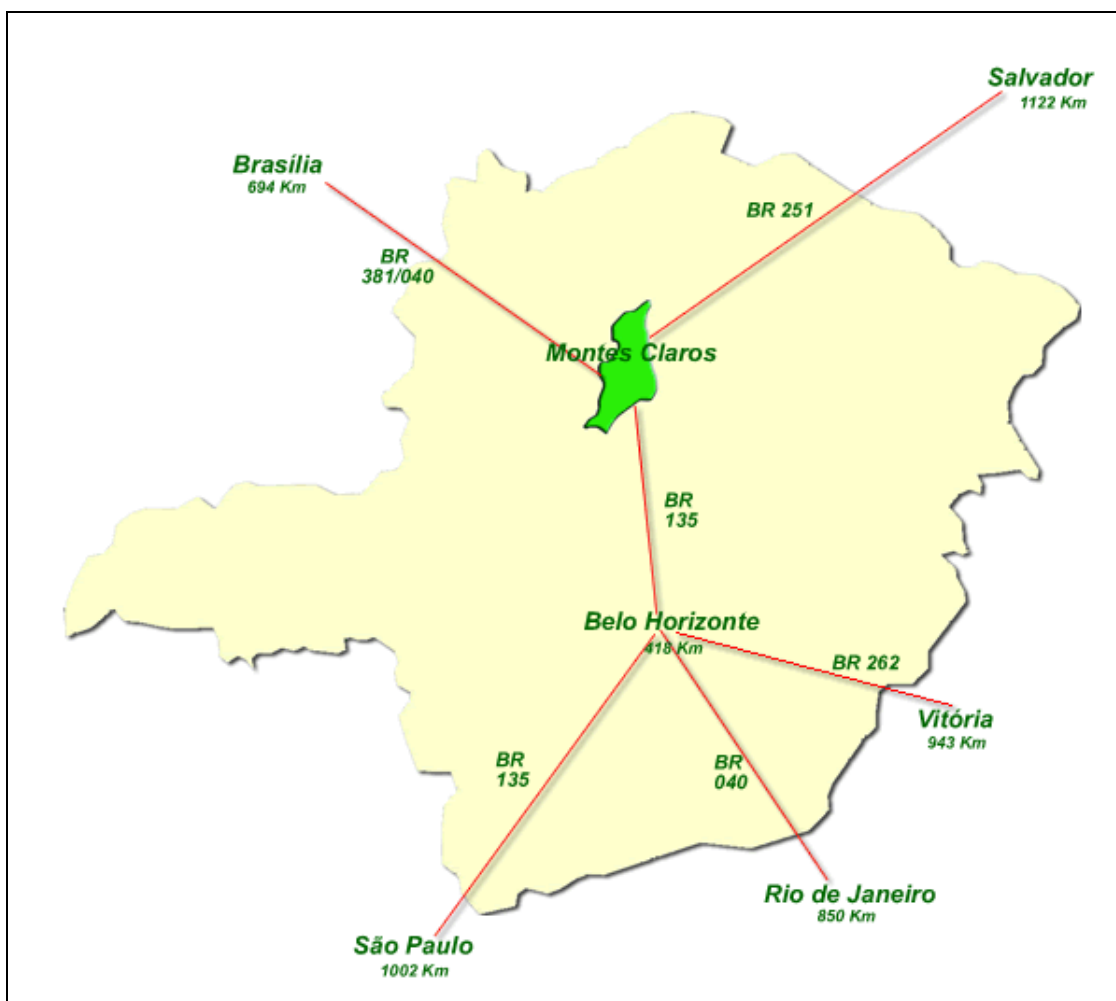 Salvador
1122 Km
Brasília
694 Km
BR 251
BR
381/040
Montes Claros
BR
135
Belo Horizonte
418 Km
BR 262
Vitória
943 Km
BR
135
BR
040
Rio de Janeiro
850 Km
São Paulo
1002 Km